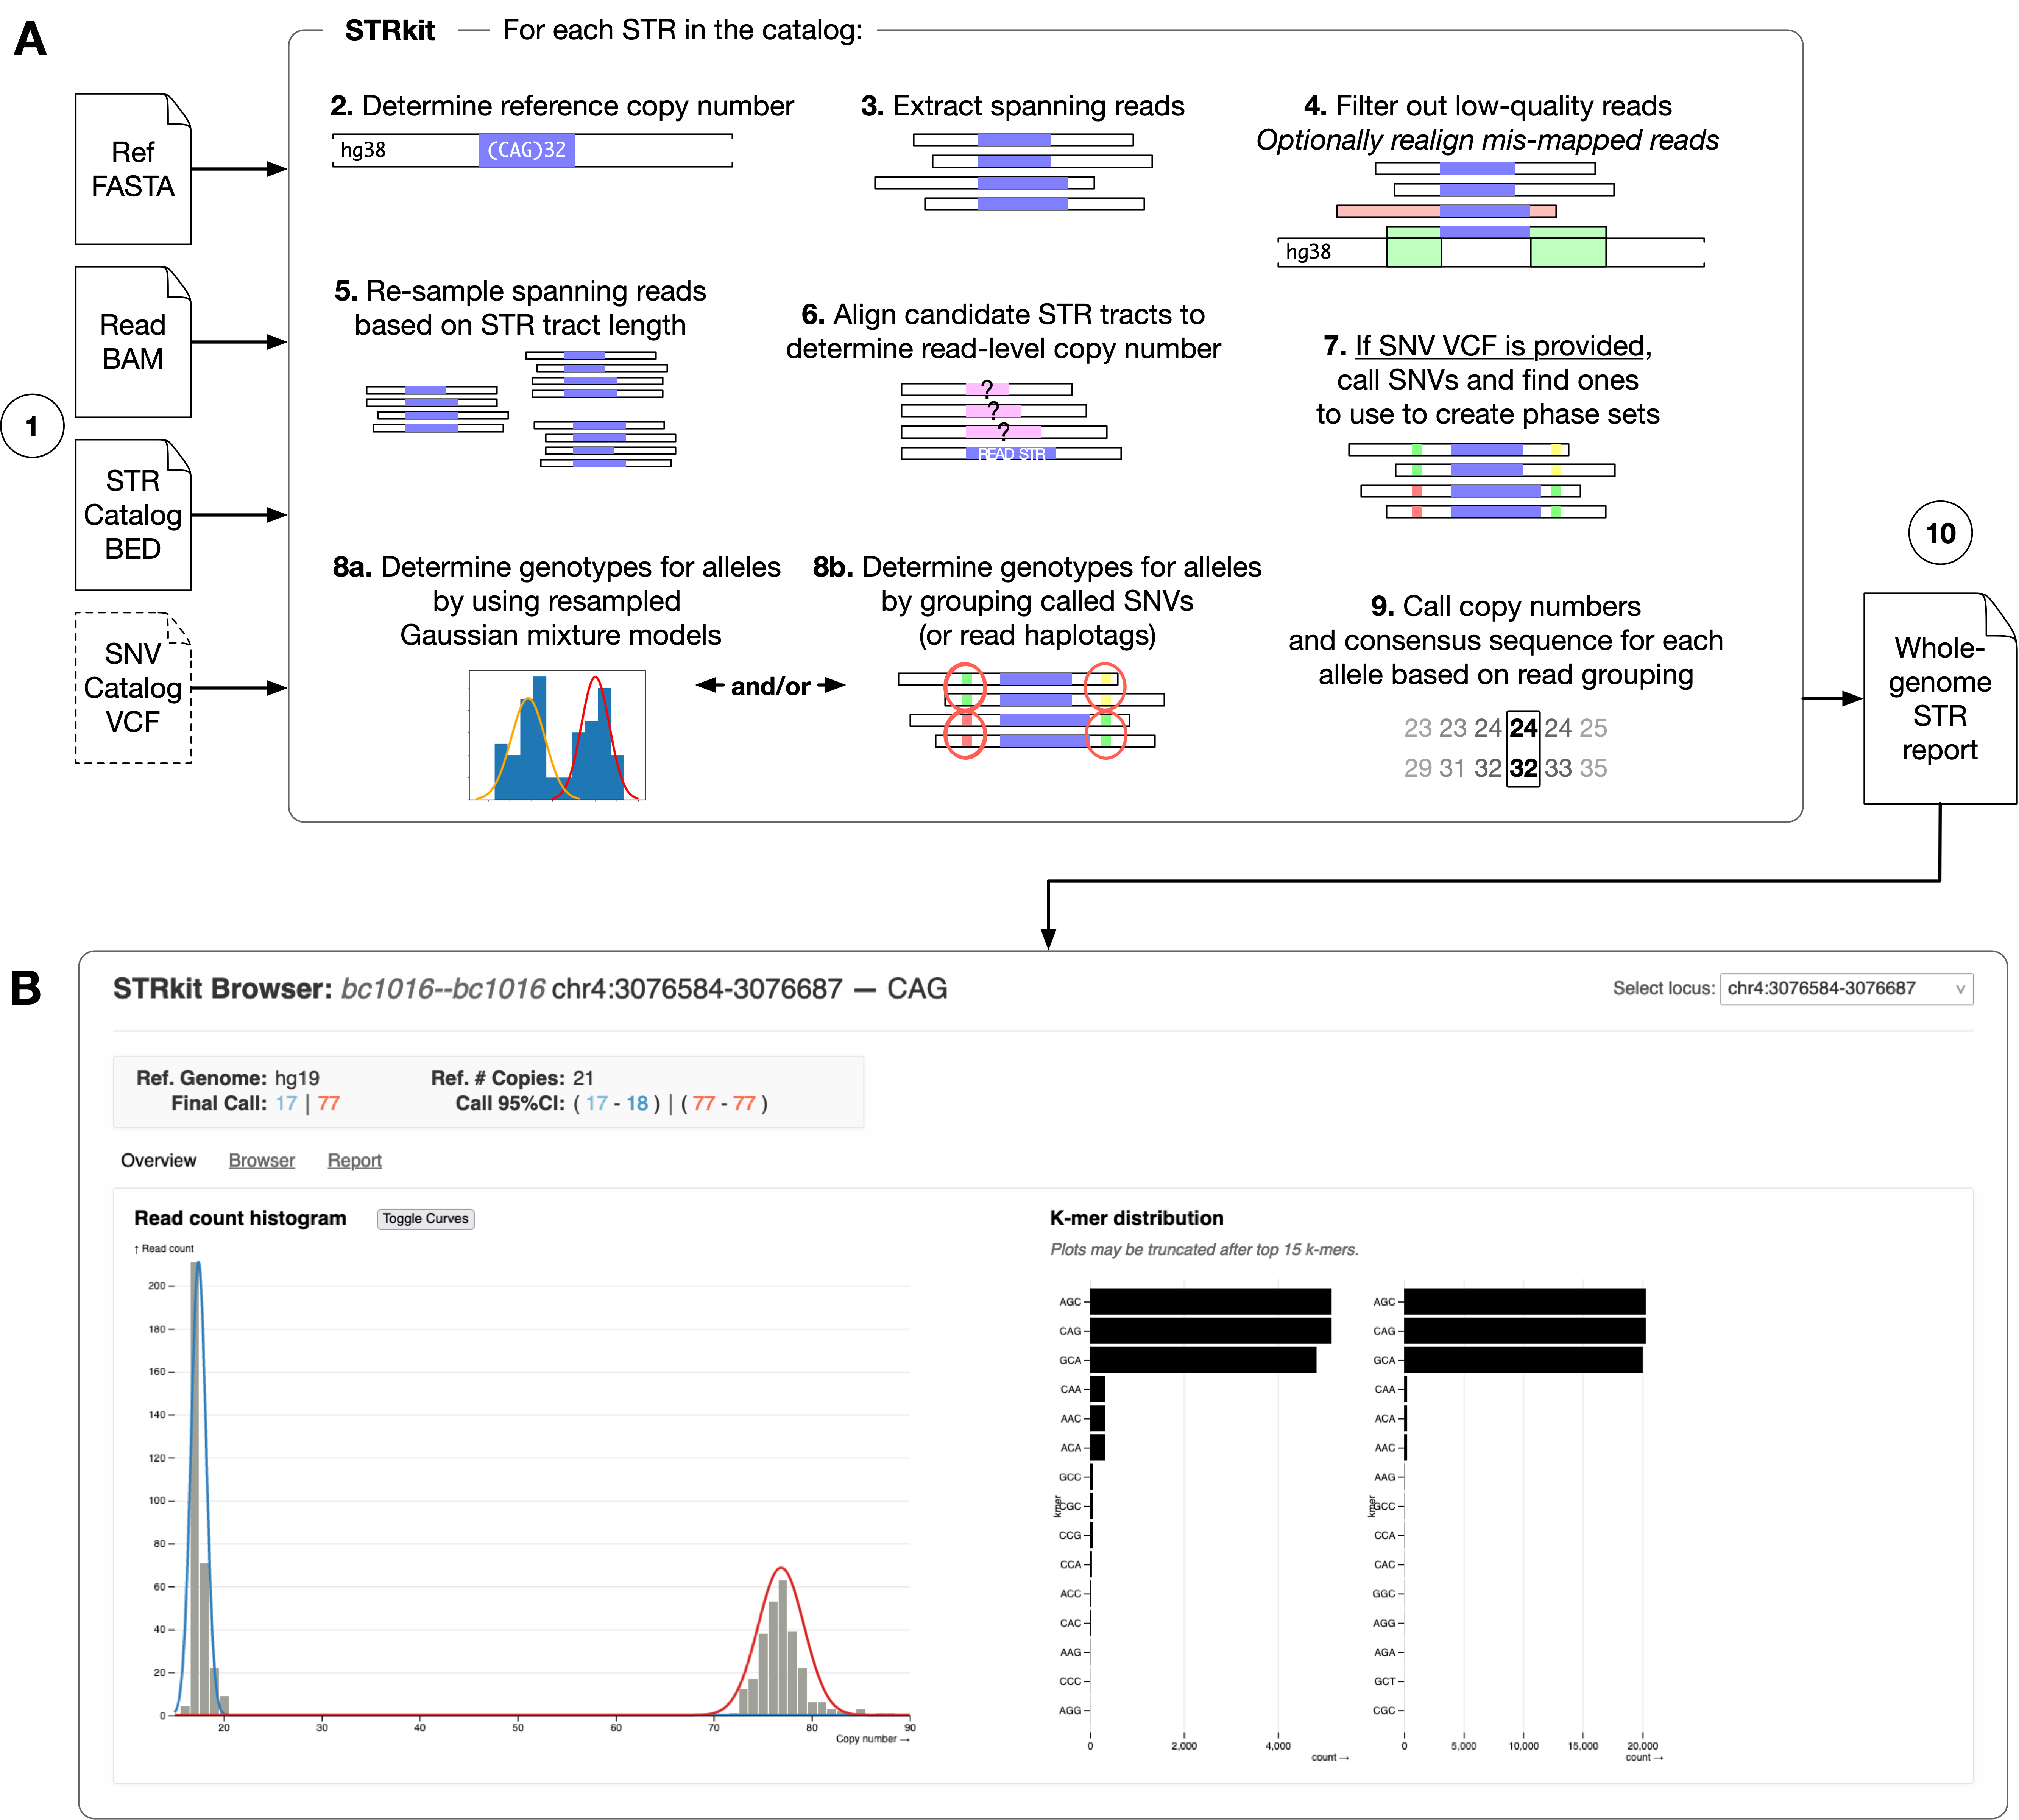 A
STRkit — For each STR in the catalog:
Ref
FASTA
Read
BAM
STR
Catalog
BED
SNV
Catalog
VCF
1
2. Determine reference copy number
hg38
(CAG)32
3. Extract spanning reads
4. Filter out low-quality reads
Optionally realign mis-mapped reads
hg38
5. Re-sample spanning reads
based on STR tract length
6. Align candidate STR tracts to
determine read-level copy number
?
?
?
READ STR
7. If SNV VCF is provided,
call SNVs and find ones
to use to create phase sets
8a. Determine genotypes for alleles
by using resampled
Gaussian mixture models
and/or
8b. Determine genotypes for alleles
by grouping called SNVs
(or read haplotags)
9. Call copy numbers
and consensus sequence for each
allele based on read grouping
23 23 24 24 24 25
29 31 32 32 33 35
10
Whole-
genome
STR
report
B
STRkit Browser: bc1016--bc1016 chr4:3076584-3076687 — CAG
Select locus: chr4:3076584-3076687 v
Ref. Genome: hg19
Ref. # Copies: 21
Final Call: 17 | 77
Call 95%CI: ( 17 - 18 ) | ( 77 - 77 )
Overview Browser Report
Read count histogram
Toggle Curves
↑ Read count
200
180
160
140
120
100
80
60
40
20
0
20 30 40 50 60 70 80 90
Copy number →
K-mer distribution
Plots may be truncated after top 15 k-mers.
AGC
CAG
GCA
CAA
AAC
ACA
GCC
CGC
CCG
CCA
ACC
CAC
AAG
CCC
AGG
kmer
0 2,000 4,000
count →
AGC
CAG
GCA
CAA
ACA
AAC
AAG
GCC
CCA
CAC
GGC
AGG
AGA
GCT
CGC
kmer
0 5,000 10,000 15,000 20,000
count →